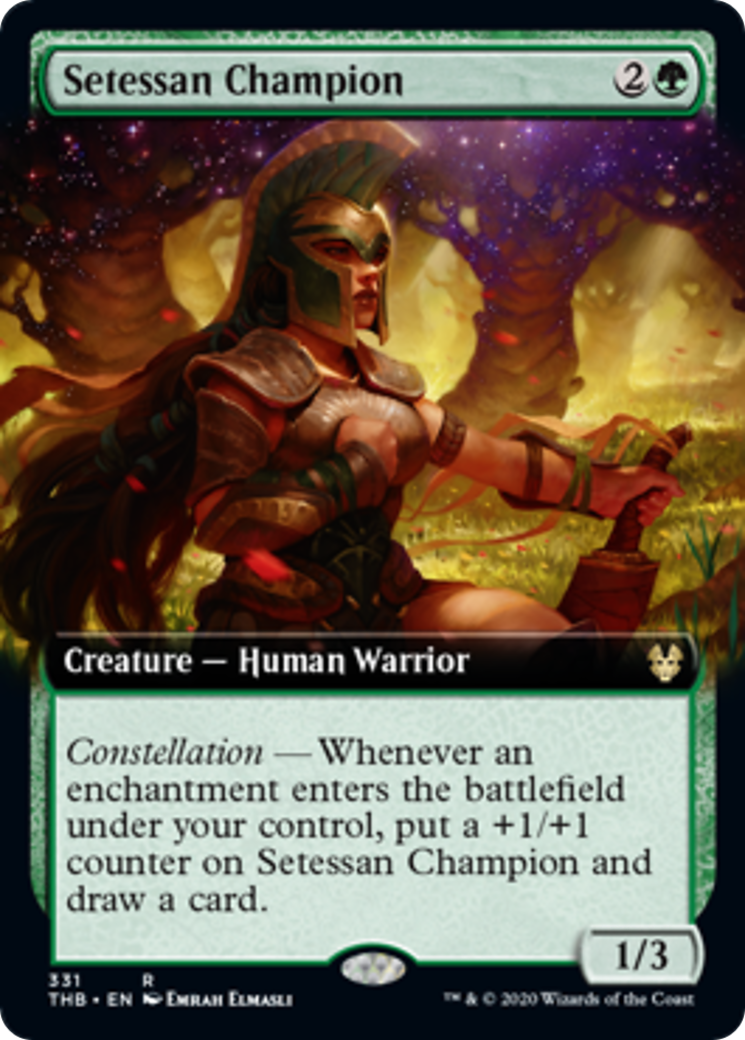 Setessan Champion 2
Creature — Human Warrior
Constellation — Whenever an
enchantment enters the battlefield
under your control, put a +1/+1
counter on Setessan Champion and
draw a card.
1/3
331 R
THB • EN Emrah Elmasli
™ & © 2020 Wizards of the Coast